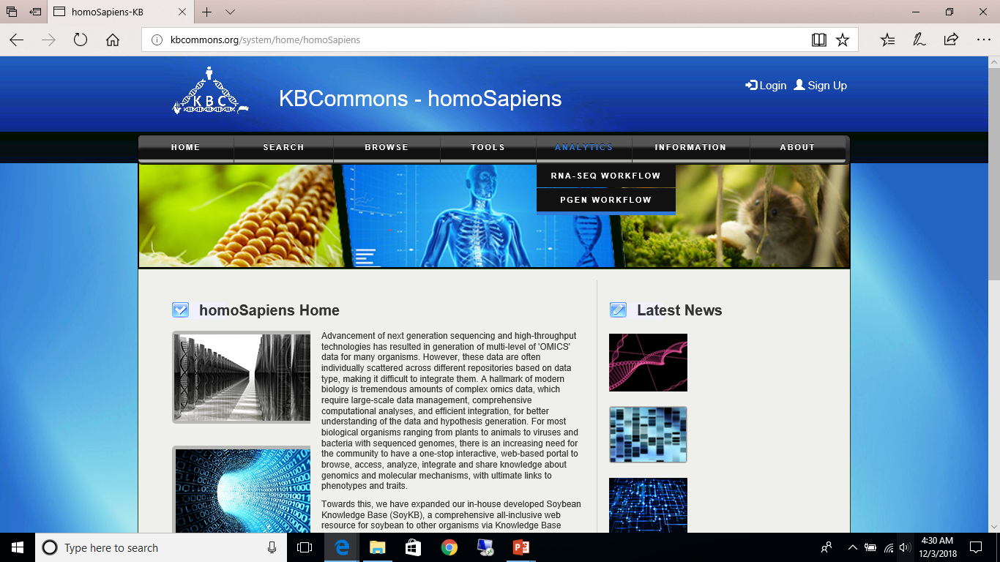 homoSapiens-KB
kbcommons.org/system/home/homoSapiens
KBC
KBCommons - homoSapiens
Login Sign Up
HOME SEARCH BROWSE TOOLS ANALYTICS INFORMATION ABOUT
RNA-SEQ WORKFLOW
PGEN WORKFLOW
homoSapiens Home
Advancement of next generation sequencing and high-throughput
technologies has resulted in generation of multi-level of 'OMICS'
data for many organisms. However, these data are often
individually scattered across different repositories based on data
type, making it difficult to integrate them. A hallmark of modern
biology is tremendous amounts of complex omics data, which
require large-scale data management, comprehensive
computational analyses, and efficient integration, for better
understanding of the data and hypothesis generation. For most
biological organisms ranging from plants to animals to viruses and
bacteria with sequenced genomes, there is an increasing need for
the community to have a one-stop interactive, web-based portal to
browse, access, analyze, integrate and share knowledge about
genomics and molecular mechanisms, with ultimate links to
phenotypes and traits.
Towards this, we have expanded our in-house developed Soybean
Knowledge Base (SoyKB), a comprehensive all-inclusive web
resource for soybean to other organisms via Knowledge Base
Latest News
Type here to search
4:30 AM
12/3/2018